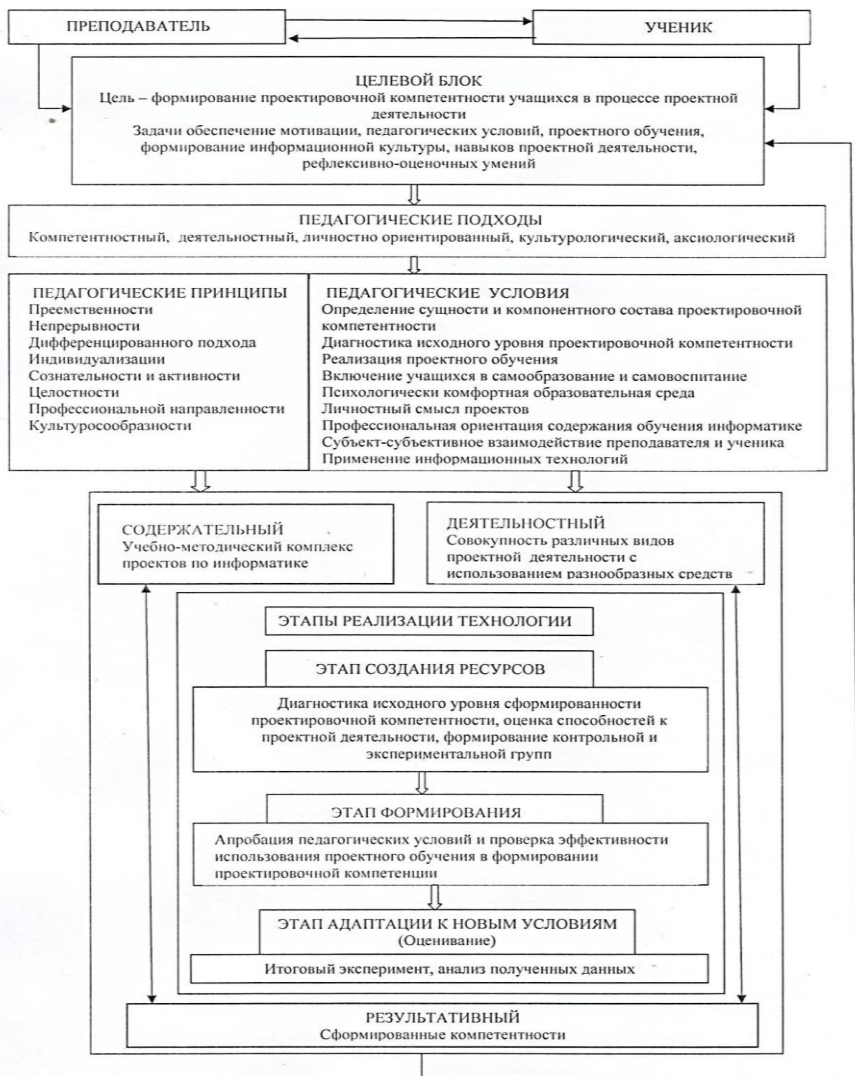 ПРЕПОДАВАТЕЛЬ
УЧЕНИК
ЦЕЛЕВОЙ БЛОК
Цель – формирование проектировочной компетентности учащихся в процессе проектной
деятельности
Задачи обеспечение мотивации, педагогических условий, проектного обучения,
формирование информационной культуры, навыков проектной деятельности,
рефлексивно-оценочных умений
ПЕДАГОГИЧЕСКИЕ ПОДХОДЫ
Компетентностный, деятельностный, личностно ориентированный, культурологический, аксиологический
ПЕДАГОГИЧЕСКИЕ ПРИНЦИПЫ
Преемственности
Непрерывности
Дифференцированного подхода
Индивидуализации
Сознательности и активности
Целостности
Профессиональной направленности
Культуросообразности
ПЕДАГОГИЧЕСКИЕ УСЛОВИЯ
Определение сущности и компонентного состава проектировочной
компетентности
Диагностика исходного уровня проектировочной компетентности
Реализация проектного обучения
Включение учащихся в самообразование и самовоспитание
Психологически комфортная образовательная среда
Личностный смысл проектов
Профессиональная ориентация содержания обучения информатике
Субъект-субъективное взаимодействие преподавателя и ученика
Применение информационных технологий
СОДЕРЖАТЕЛЬНЫЙ
Учебно-методический комплекс
проектов по информатике
ДЕЯТЕЛЬНОСТНЫЙ
Совокупность различных видов
проектной деятельности с
использованием разнообразных средств
ЭТАПЫ РЕАЛИЗАЦИИ ТЕХНОЛОГИИ
ЭТАП СОЗДАНИЯ РЕСУРСОВ
Диагностика исходного уровня сформированности
проектировочной компетентности, оценка способностей к
проектной деятельности, формирование контрольной и
экспериментальной групп
ЭТАП ФОРМИРОВАНИЯ
Апробация педагогических условий и проверка эффективности
использования проектного обучения в формировании
проектировочной компетенции
ЭТАП АДАПТАЦИИ К НОВЫМ УСЛОВИЯМ
(Оценивание)
Итоговый эксперимент, анализ полученных данных
РЕЗУЛЬТАТИВНЫЙ
Сформированные компетентности